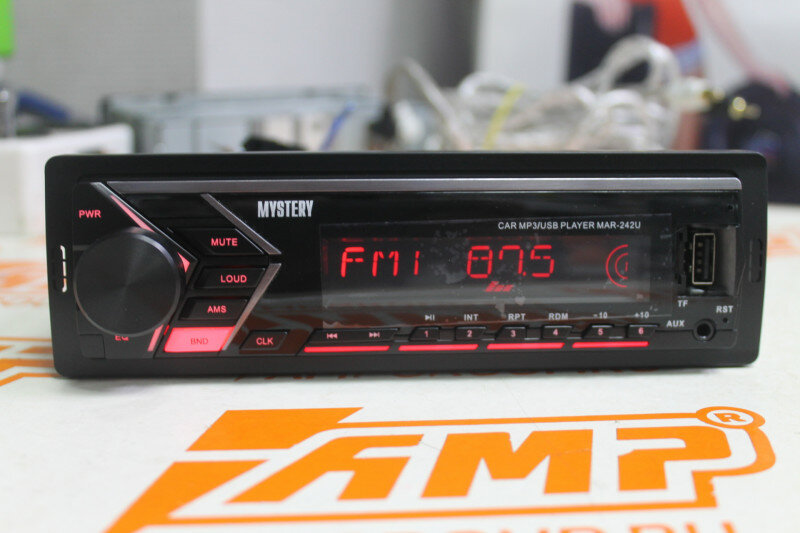 PWR
MYSTERY
CAR MP3/USB PLAYER MAR-242U
MUTE
LOUD
AMS
BND
EQ
CLK
FM1 87.5
INT RPT RDM -10 +10
1 2 3 4 5 6
TF
AUX
RST
AMP®